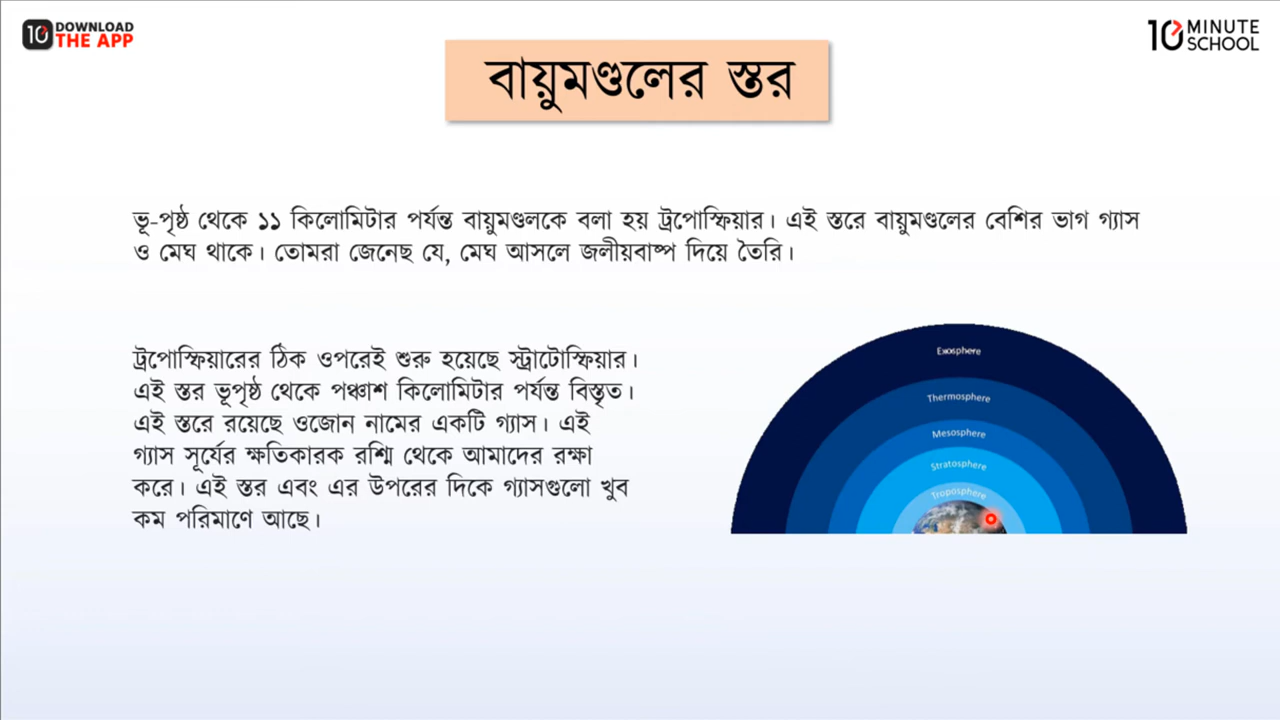 DOWNLOAD
THE APP
10 MINUTE
SCHOOL
বায়ুমণ্ডলের স্তর
ভূ-পৃষ্ঠ থেকে ১১ কিলোমিটার পর্যন্ত বায়ুমণ্ডলকে বলা হয় ট্রপোস্ফিয়ার। এই স্তরে বায়ুমণ্ডলের বেশির ভাগ গ্যাস
ও মেঘ থাকে। তোমরা জেনেছ যে, মেঘ আসলে জলীয়বাষ্প দিয়ে তৈরি।
ট্রপোস্ফিয়ারের ঠিক ওপরেই শুরু হয়েছে স্ট্রাটোস্ফিয়ার।
এই স্তর ভূপৃষ্ঠ থেকে পঞ্চাশ কিলোমিটার পর্যন্ত বিস্তৃত।
এই স্তরে রয়েছে ওজোন নামের একটি গ্যাস। এই
গ্যাস সূর্যের ক্ষতিকারক রশ্মি থেকে আমাদের রক্ষা
করে। এই স্তর এবং এর উপরের দিকে গ্যাসগুলো খুব
কম পরিমাণে আছে।
Exosphere
Thermosphere
Mesosphere
Stratosphere
Troposphere